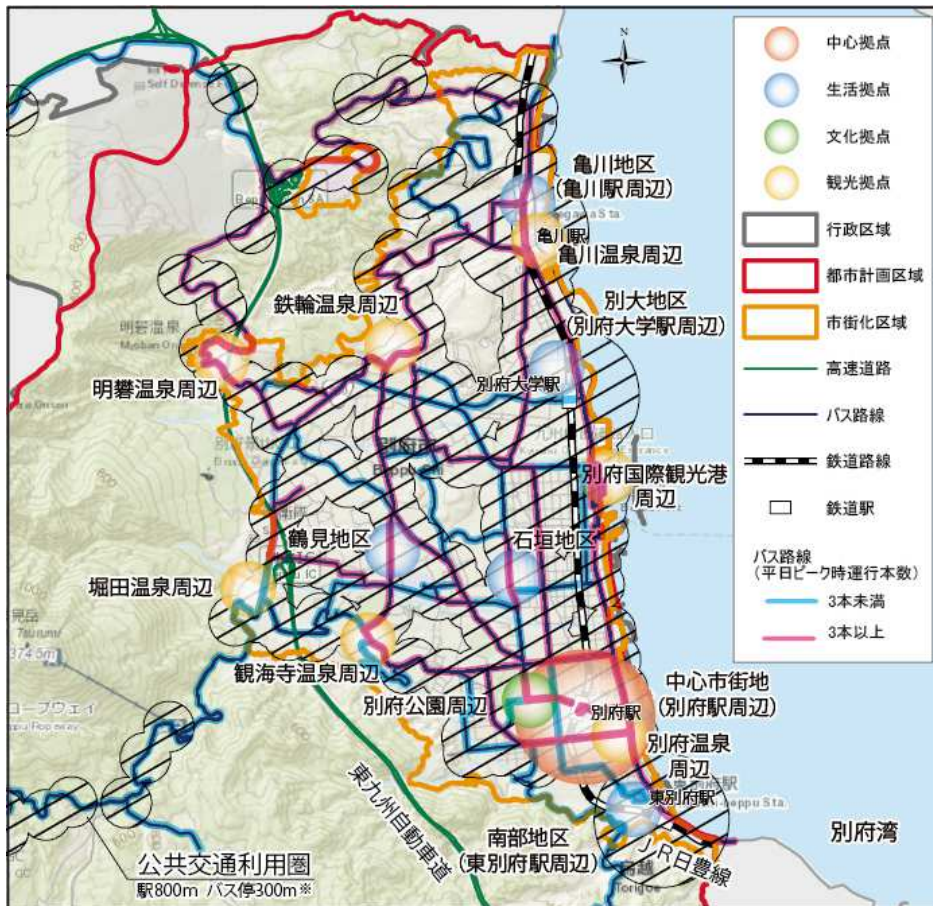 N
中心拠点
生活拠点
文化拠点
観光拠点
行政区域
都市計画区域
市街化区域
高速道路
バス路線
鉄道路線
鉄道駅
バス路線
(平日ピーク時運行本数)
3本未満
3本以上
亀川地区
(亀川駅周辺)
亀川駅
亀川温泉周辺
鉄輪温泉周辺
別大地区
(別府大学駅周辺)
明礬温泉
明礬温泉周辺
別府大学駅
別府市
Beppu Shi
別府国際観光港
周辺
鶴見地区
石垣地区
堀田温泉周辺
観海寺温泉周辺
別府公園周辺
中心市街地
(別府駅周辺)
別府駅
別府温泉
周辺
東別府駅
南部地区
(東別府駅周辺)
JR日豊線
東九州自動車道
別府湾
公共交通利用圏
駅800m バス停300m※
Torigoe